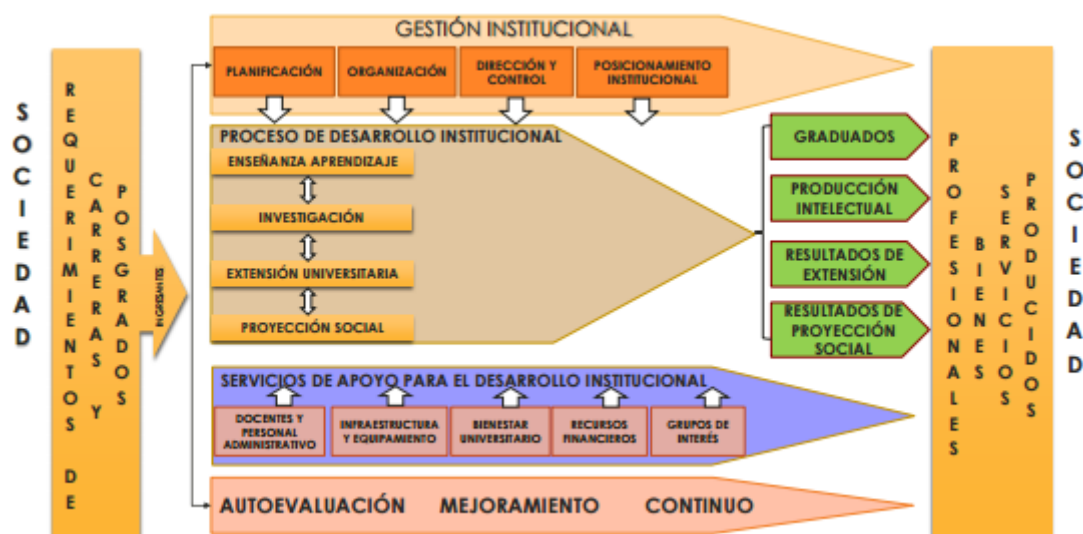 SOCIEDAD
REQUERIMIENTOS DE
CARRERAS Y
POSGRADOS
INGRESANTES
GESTIÓN INSTITUCIONAL
PLANIFICACIÓN
ORGANIZACIÓN
DIRECCIÓN Y
CONTROL
POSICIONAMIENTO
INSTITUCIONAL
PROCESO DE DESARROLLO INSTITUCIONAL
ENSEÑANZA APRENDIZAJE
INVESTIGACIÓN
EXTENSIÓN UNIVERSITARIA
PROYECCIÓN SOCIAL
SERVICIOS DE APOYO PARA EL DESARROLLO INSTITUCIONAL
DOCENTES Y
PERSONAL
ADMINISTRATIVO
INFRAESTRUCTURA
Y EQUIPAMIENTO
BIENESTAR
UNIVERSITARIO
RECURSOS
FINANCIEROS
GRUPOS DE
INTERÉS
AUTOEVALUACIÓN MEJORAMIENTO CONTINUO
GRADUADOS
PRODUCCIÓN
INTELECTUAL
RESULTADOS DE
EXTENSIÓN
RESULTADOS DE
DE PROYECCIÓN
SOCIAL
PROFESIONALES
BIENES
SERVICIOS
PRODUCIDOS
SOCIEDAD